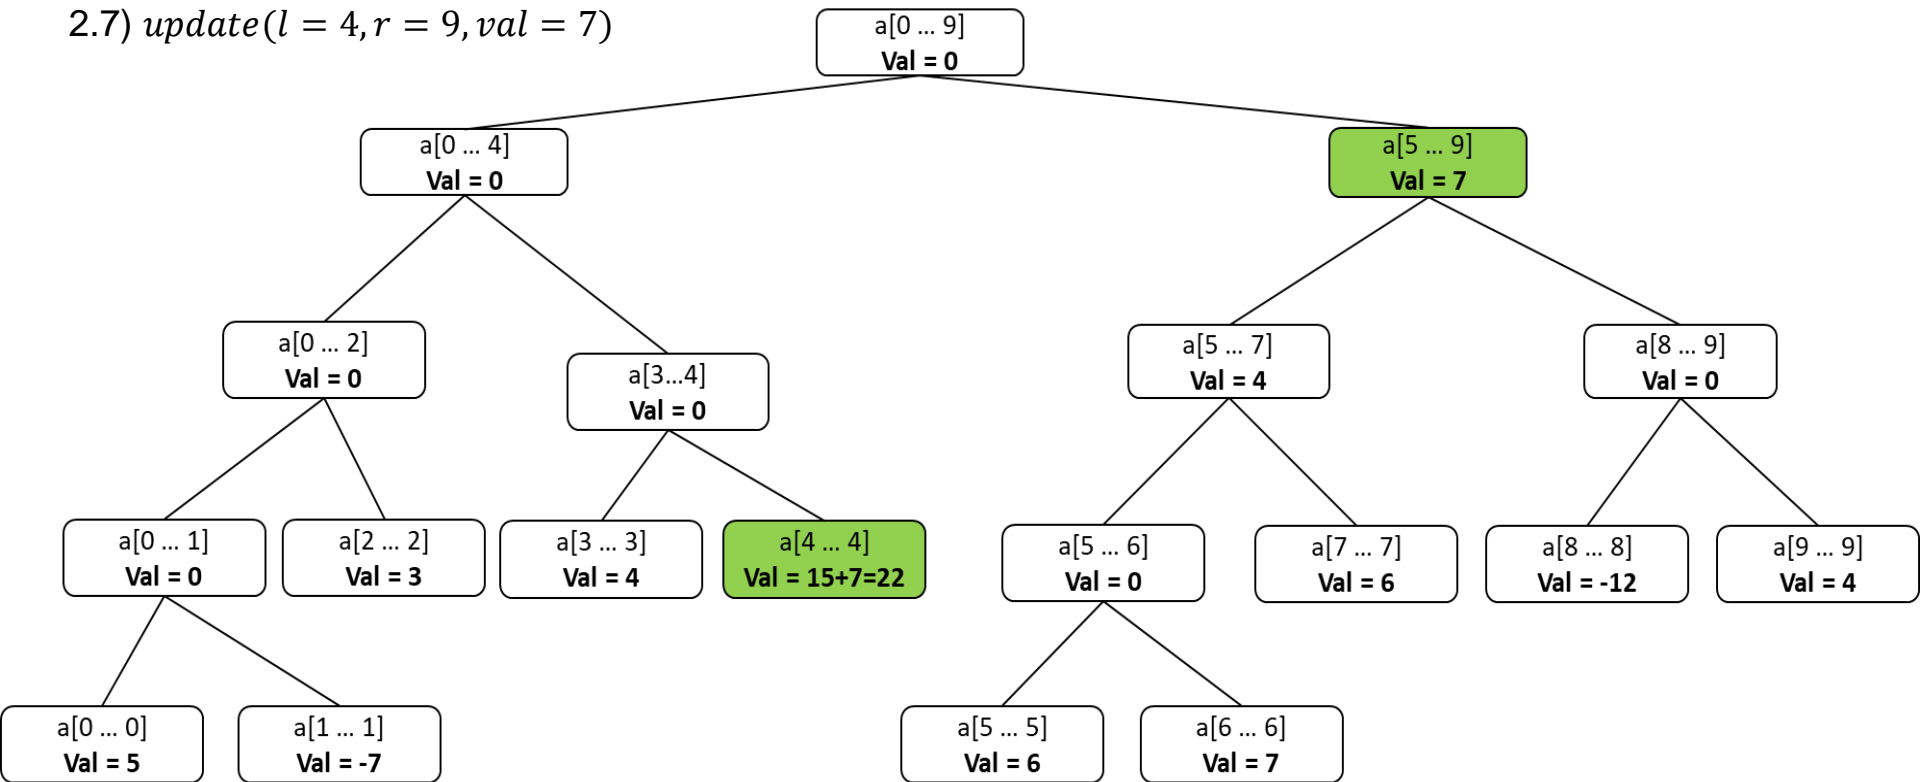 2.7) update(l = 4, r = 9, val = 7)
a[0 ... 9]
Val = 0
a[0 ... 4]
Val = 0
a[5 ... 9]
Val = 7
a[0 ... 2]
Val = 0
a[3...4]
Val = 0
a[5 ... 7]
Val = 4
a[8 ... 9]
Val = 0
a[0 ... 1]
Val = 0
a[2 ... 2]
Val = 3
a[3 ... 3]
Val = 4
a[4 ... 4]
Val = 15+7=22
a[5 ... 6]
Val = 0
a[7 ... 7]
Val = 6
a[8 ... 8]
Val = -12
a[9 ... 9]
Val = 4
a[0 ... 0]
Val = 5
a[1 ... 1]
Val = -7
a[5 ... 5]
Val = 6
a[6 ... 6]
Val = 7